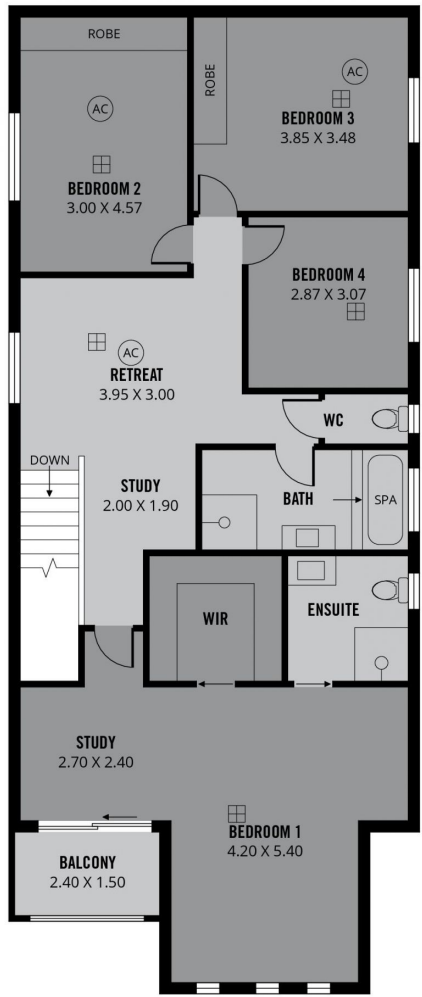 ROBE
ROBE
AC
BEDROOM 3
3.85 X 3.48
AC
BEDROOM 2
3.00 X 4.57
BEDROOM 4
2.87 X 3.07
AC
RETREAT
3.95 X 3.00
WC
DOWN
STUDY
2.00 X 1.90
BATH
SPA
WIR
ENSUITE
STUDY
2.70 X 2.40
BEDROOM 1
4.20 X 5.40
BALCONY
2.40 X 1.50